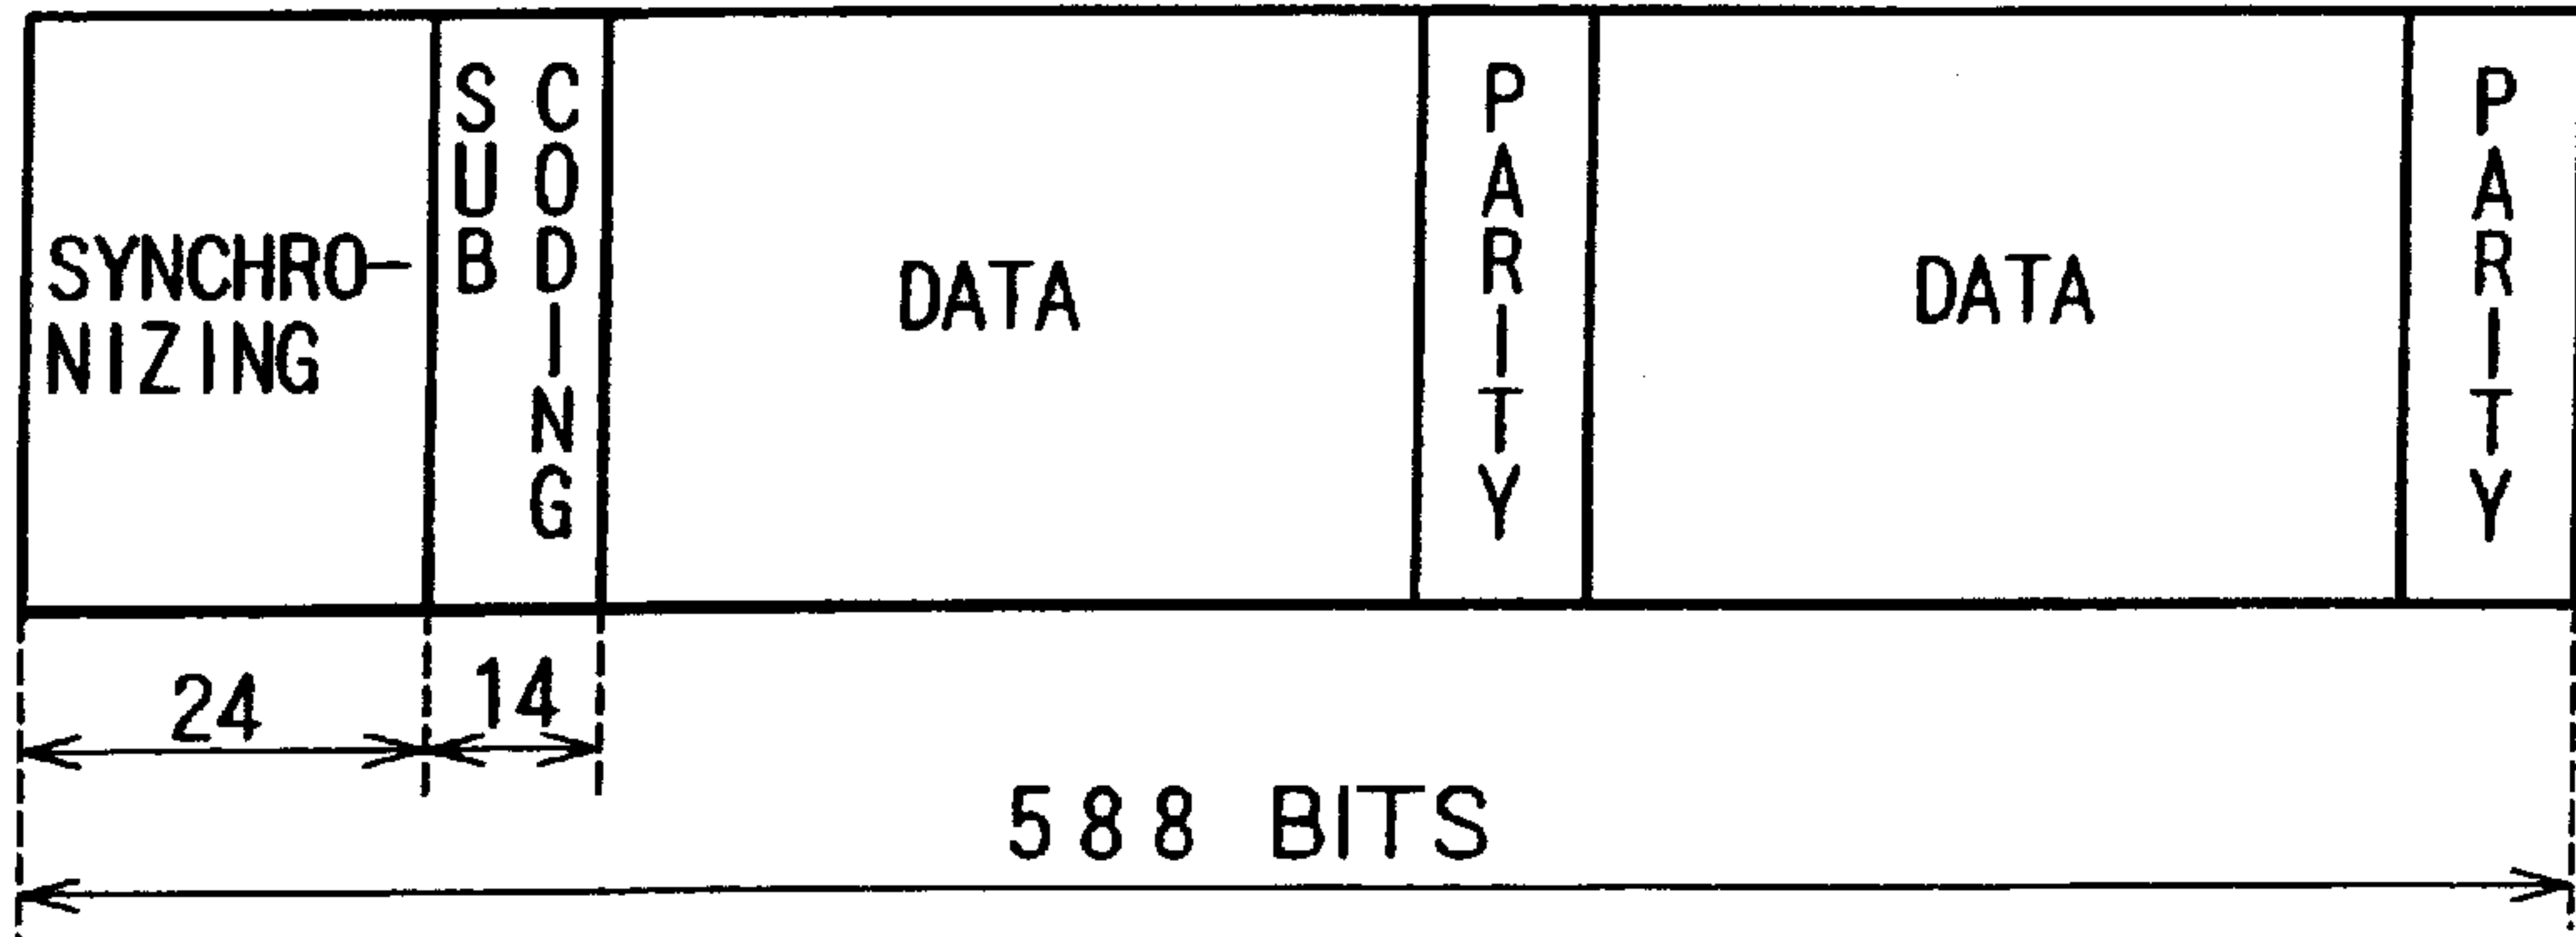 SYNCHRO-
NIZING
SUB
CODING
DATA
PARITY
DATA
PARITY
24
14
588 BITS